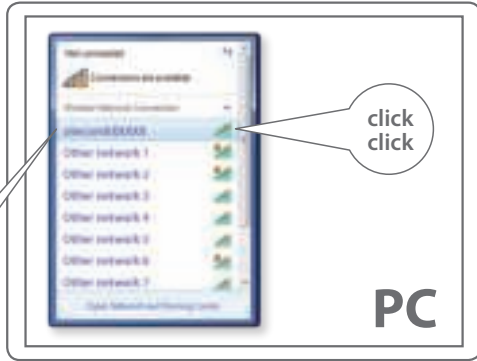 Not connected
Connections are available
Wireless Network Connection
click
click
Other network 1
Other network 2
Other network 3
Other network 4
Other network 5
Other network 6
Other network 7
Open Network and Sharing Center
PC